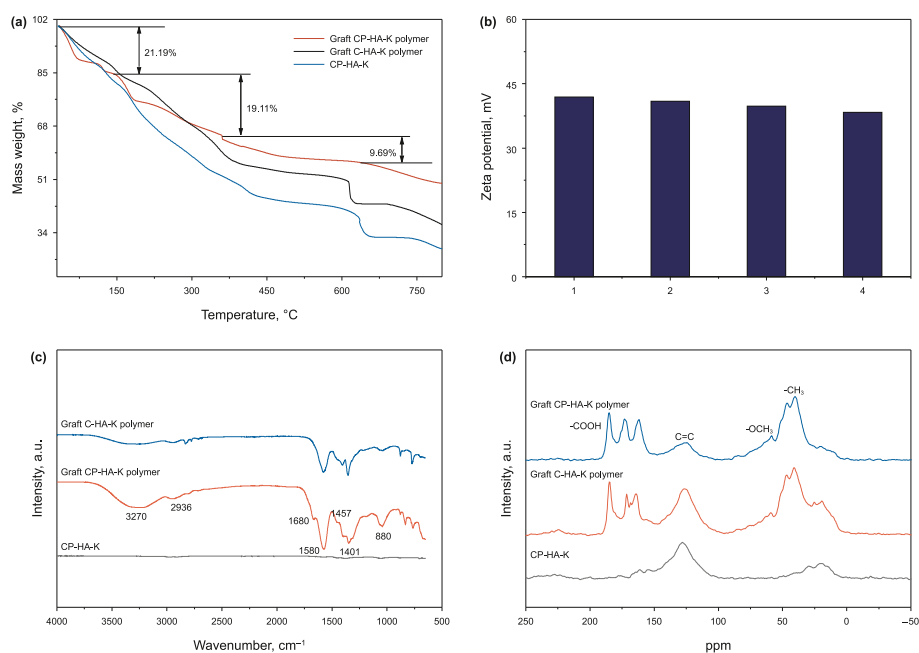 (a)
102
85
68
51
34
Mass weight, %
21.19%
19.11%
9.69%
Graft CP-HA-K polymer
Graft C-HA-K polymer
CP-HA-K
150
300
450
600
750
Temperature, °C
(b)
60
45
30
15
0
Zeta potential, mV
1
2
3
4
(c)
Intensity, a.u.
Graft C-HA-K polymer
Graft CP-HA-K polymer
3270
2936
1680
1457
1580
1401
880
CP-HA-K
4000
3500
3000
2500
2000
1500
1000
500
Wavenumber, cm–1
(d)
Intensity, a.u.
-CH3
Graft CP-HA-K polymer
-COOH
C=C
-OCH3
Graft C-HA-K polymer
CP-HA-K
250
200
150
100
50
0
–50
ppm